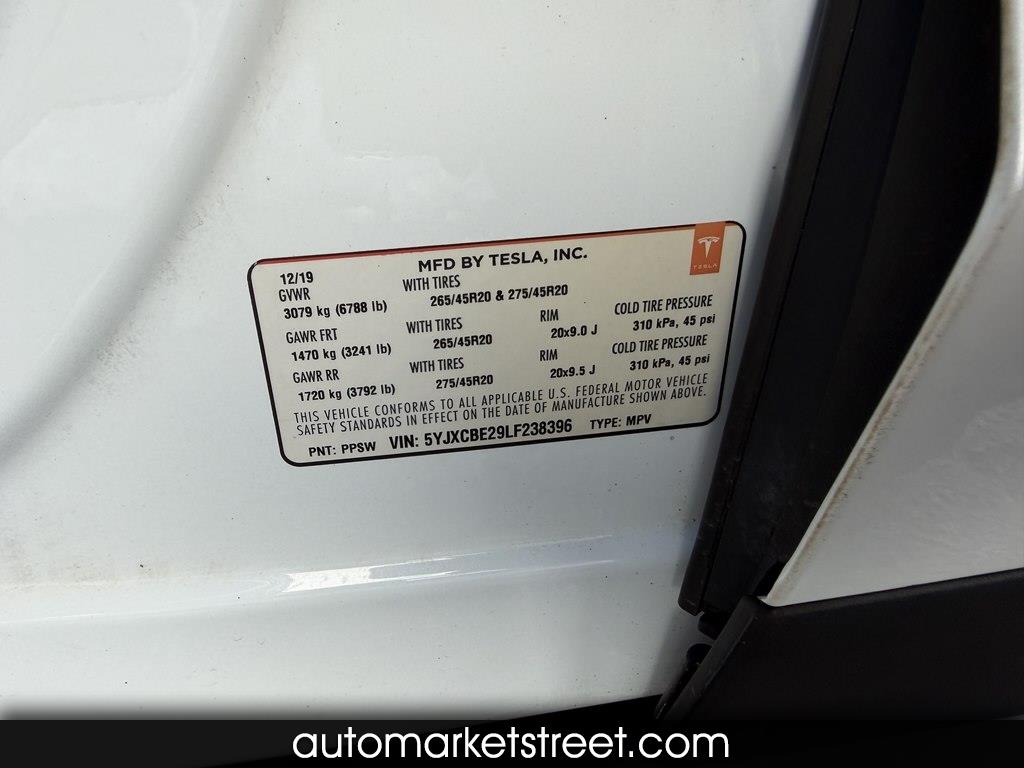 MFD BY TESLA, INC.
TESLA
12/19
GVWR WITH TIRES
3079 kg (6788 lb) 265/45R20 & 275/45R20
GAWR FRT WITH TIRES RIM COLD TIRE PRESSURE
1470 kg (3241 lb) 265/45R20 20x9.0 J 310 kPa, 45 psi
GAWR RR WITH TIRES RIM COLD TIRE PRESSURE
1720 kg (3792 lb) 275/45R20 20x9.5 J 310 kPa, 45 psi
THIS VEHICLE CONFORMS TO ALL APPLICABLE U.S. FEDERAL MOTOR VEHICLE
SAFETY STANDARDS IN EFFECT ON THE DATE OF MANUFACTURE SHOWN ABOVE.
PNT: PPSW VIN: 5YJXCBE29LF238396 TYPE: MPV
automarketstreet.com